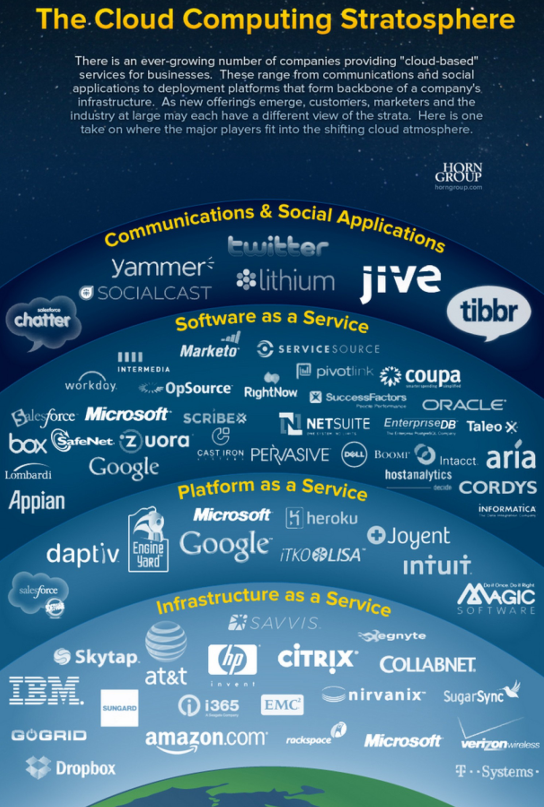 The Cloud Computing Stratosphere
There is an ever-growing number of companies providing "cloud-based"
services for businesses. These range from communications and social
applications to deployment platforms that form backbone of a company's
infrastructure. As new offerings emerge, customers, marketers and the
industry at large may each have a different view of the strata. Here is one
take on where the major players fit into the shifting cloud atmosphere.
HORN
GROUP
horngroup.com
Communications & Social Applications
twitter
yammer
lithium
jive
SOCIALCAST
salesforce
chatter
tibbr
Software as a Service
Marketo
SERVICESOURCE
INTERMEDIA
pivotlink
coupa
workday.
OpSource
RightNow
SuccessFactors
ORACLE
salesforce
Microsoft
SCRIBE
NETSUITE
ENTERPRISEDB
Taleo
box
SafeNet
Zuora
CAST IRON
PERVASIVE
DELL
BOOMI
Intacct.
aria
Lombardi
Google
hostanalytics
CORDYS
Appian
INFORMATICA
Platform as a Service
Microsoft
heroku
Joyent
daptiv
Engine
Yard
Google
iTKO LISA
intuit.
salesforce
Do it Once. Do it Right
MAGIC
SOFTWARE
Infrastructure as a Service
SAVVIS.
egnyte
Skytap
at&t
hp
invent
CITRIX
COLLABNET.
IBM
SUNGARD
i365
EMC²
nirvanix
SugarSync
GOGRID
amazon.com
rackspace
Microsoft
verizonwireless
Dropbox
T··Systems·